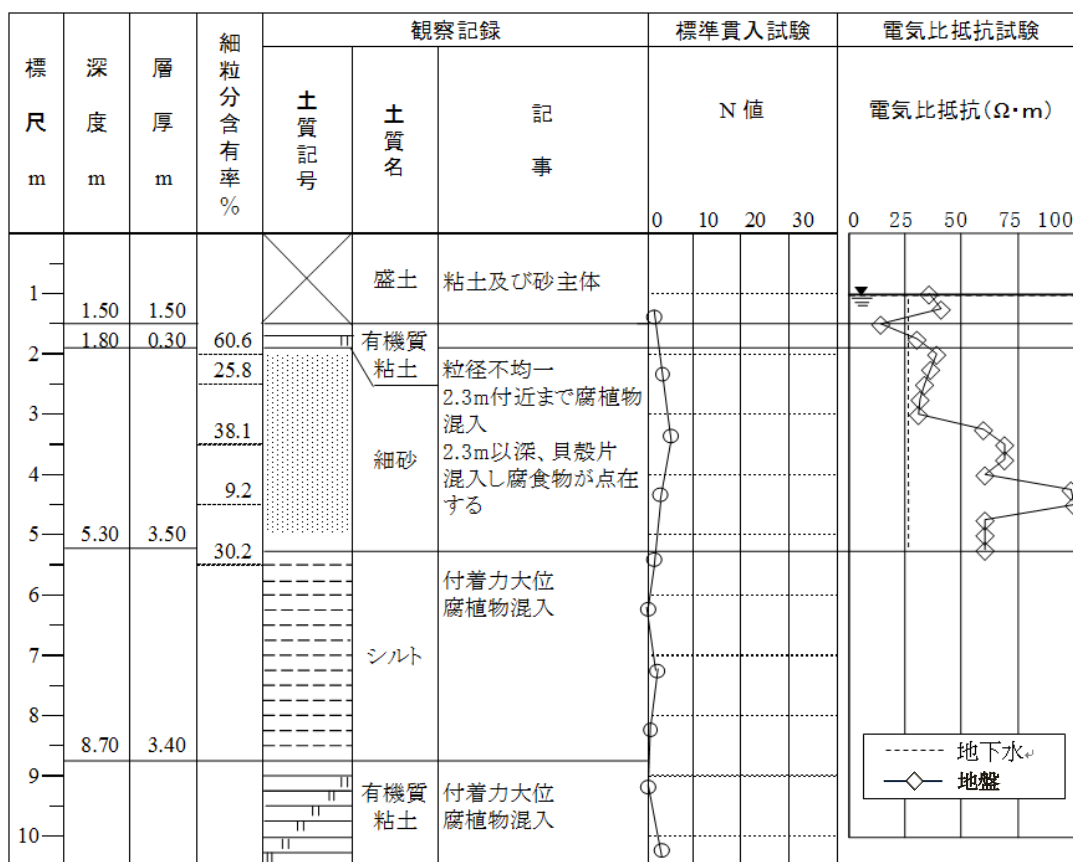 標尺 m
深度 m
層厚 m
細粒分含有率 %
観察記録
土質記号
土質名
記事
標準貫入試験
N 値
0 10 20 30
電気比抵抗試験
電気比抵抗(Ω・m)
0 25 50 75 100
盛土
粘土及び砂主体
1
1.50 1.50
1.80 0.30 60.6
有機質
粘土
2
25.8
粒径不均一
2.3m付近まで腐植物
混入
2.3m以深、貝殻片
混入し腐食物が点在
する
3
38.1
細砂
4
9.2
5
5.30 3.50
30.2
付着力大位
腐植物混入
6
シルト
7
8
8.70 3.40
9
有機質
粘土
付着力大位
腐植物混入
10
地下水
地盤